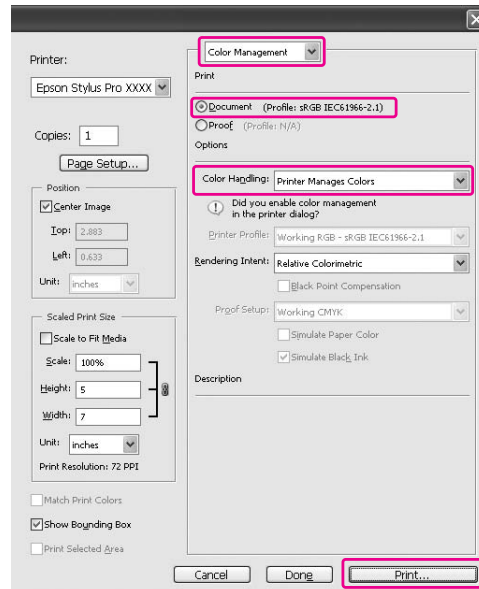 Printer:
Epson Stylus Pro XXXX
Copies: 1
Page Setup...
Position
Center Image
Top: 2.883
Left: 0.633
Unit: inches
Scaled Print Size
Scale to Fit Media
Scale: 100%
Height: 5
Width: 7
Unit: inches
Print Resolution: 72 PPI
Match Print Colors
Show Bounding Box
Print Selected Area
Color Management
Print
Document (Profile: sRGB IEC61966-2.1)
Proof (Profile: N/A)
Options
Color Handling: Printer Manages Colors
Did you enable color management
in the printer dialog?
Printer Profile: Working RGB - sRGB IEC61966-2.1
Rendering Intent: Relative Colorimetric
Black Point Compensation
Proof Setup: Working CMYK
Simulate Paper Color
Simulate Black Ink
Description
Cancel
Done
Print...